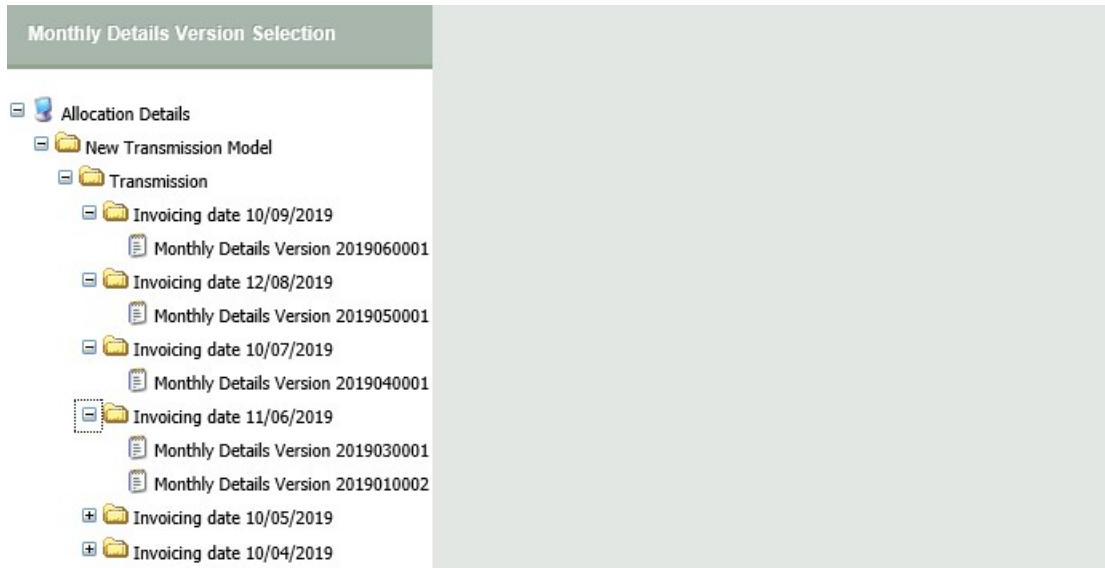 Monthly Details Version Selection
Allocation Details
New Transmission Model
Transmission
Invoicing date 10/09/2019
Monthly Details Version 2019060001
Invoicing date 12/08/2019
Monthly Details Version 2019050001
Invoicing date 10/07/2019
Monthly Details Version 2019040001
Invoicing date 11/06/2019
Monthly Details Version 2019030001
Monthly Details Version 2019010002
Invoicing date 10/05/2019
Invoicing date 10/04/2019